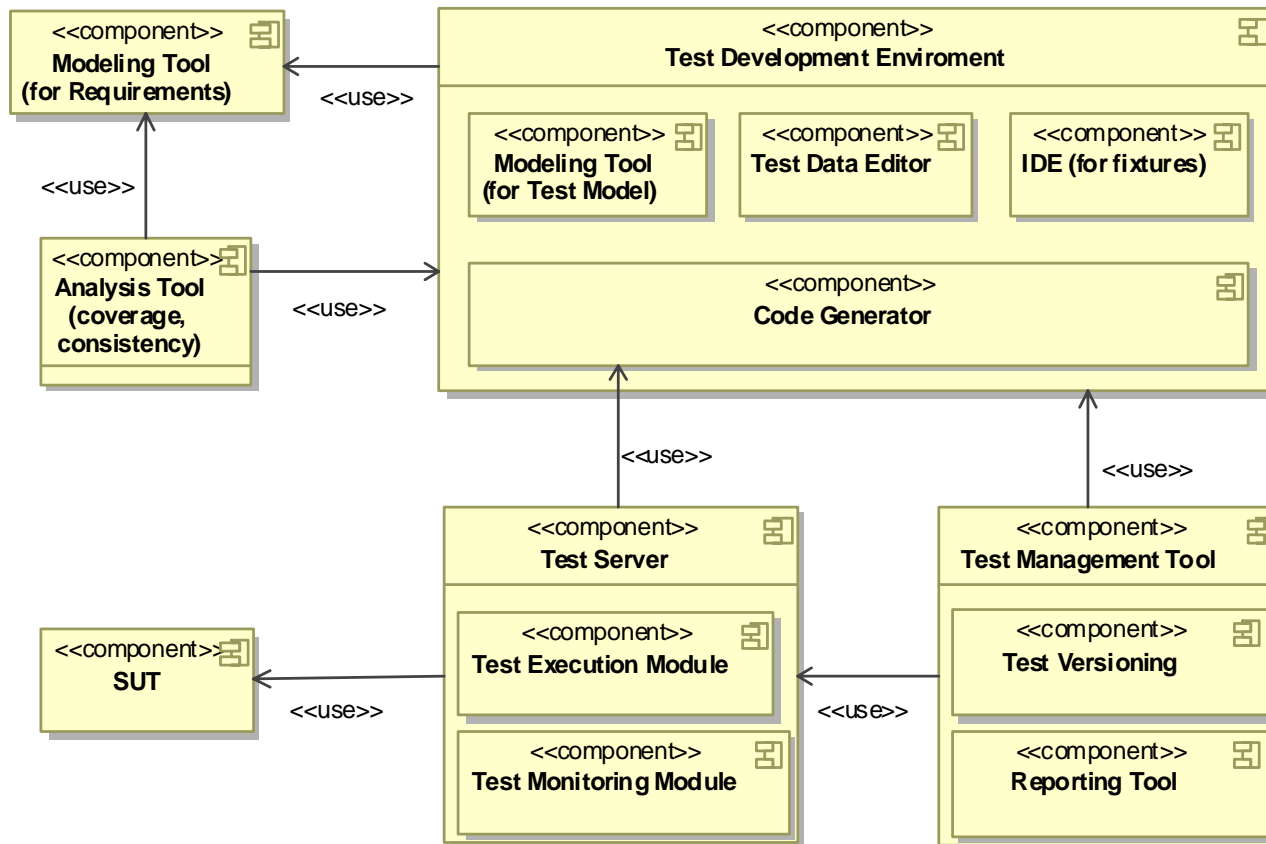 <<component>>
Modeling Tool
(for Requirements)
<<use>>
<<component>>
Test Development Enviroment
<<component>>
Modeling Tool
(for Test Model)
<<component>>
Test Data Editor
<<component>>
IDE (for fixtures)
<<use>>
<<component>>
Analysis Tool
(coverage,
consistency)
<<use>>
<<component>>
Code Generator
<<use>>
<<use>>
<<component>>
Test Server
<<component>>
Test Management Tool
<<component>>
SUT
<<use>>
<<component>>
Test Execution Module
<<component>>
Test Monitoring Module
<<use>>
<<component>>
Test Versioning
<<component>>
Reporting Tool